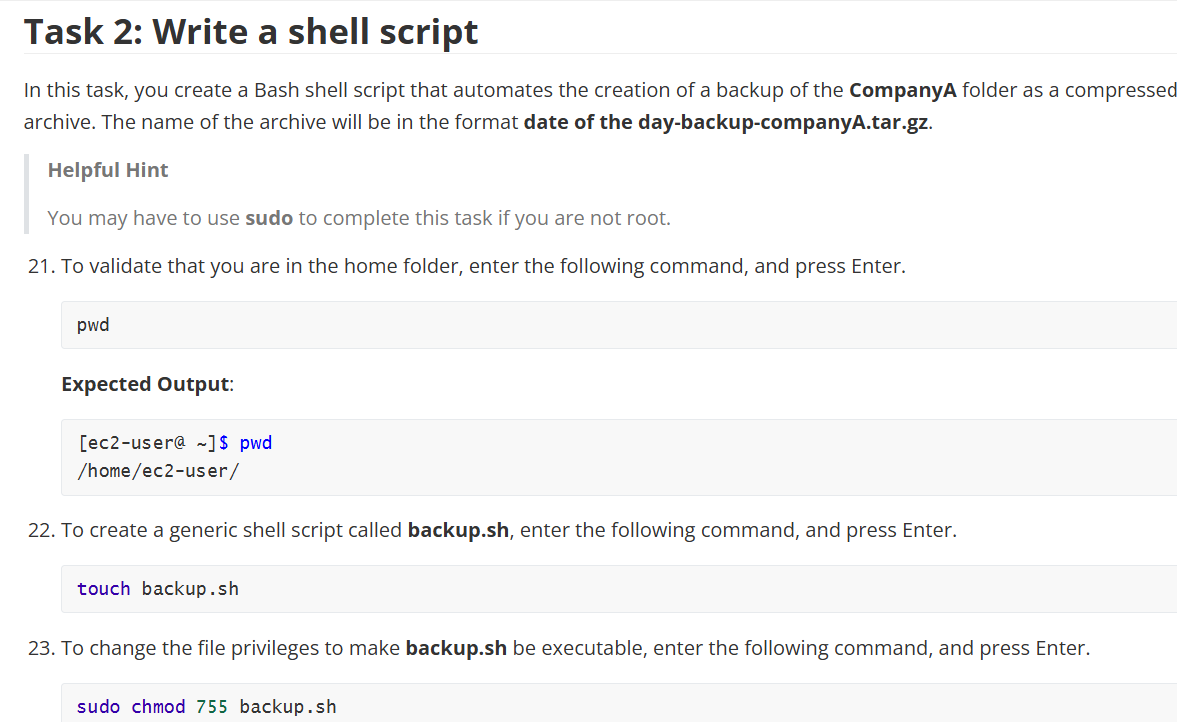 Task 2: Write a shell script
In this task, you create a Bash shell script that automates the creation of a backup of the CompanyA folder as a compressed
archive. The name of the archive will be in the format date of the day-backup-companyA.tar.gz.
Helpful Hint
You may have to use sudo to complete this task if you are not root.
21. To validate that you are in the home folder, enter the following command, and press Enter.
pwd
Expected Output:
[ec2-user@ ~]$ pwd
/home/ec2-user/
22. To create a generic shell script called backup.sh, enter the following command, and press Enter.
touch backup.sh
23. To change the file privileges to make backup.sh be executable, enter the following command, and press Enter.
sudo chmod 755 backup.sh